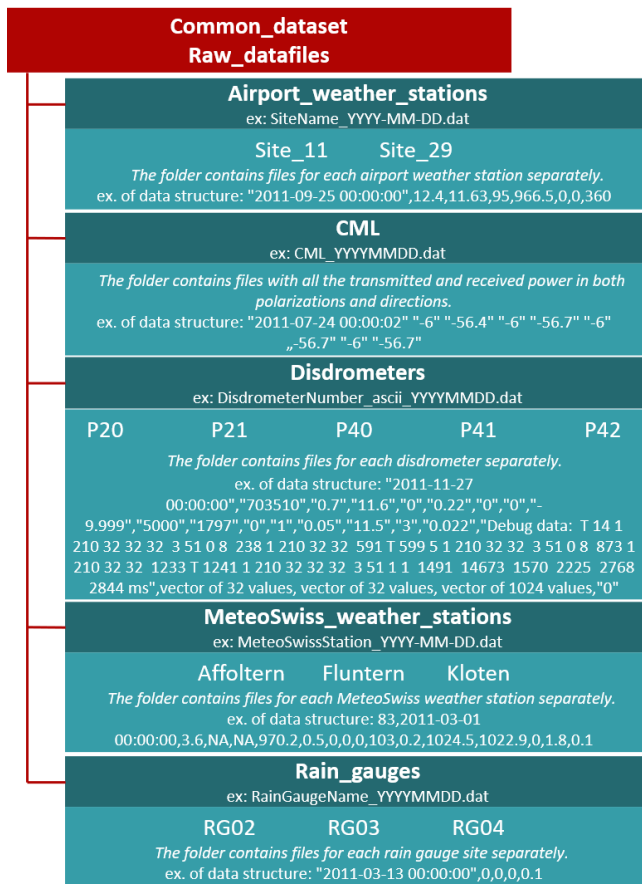 Common_dataset
Raw_datafiles
Airport_weather_stations
ex: SiteName_YYYY-MM-DD.dat
Site_11 Site_29
The folder contains files for each airport weather station separately.
ex. of data structure: "2011-09-25 00:00:00",12.4,11.63,95,966.5,0,0,360
CML
ex: CML_YYYYMMDD.dat
The folder contains files with all the transmitted and received power in both
polarizations and directions.
ex. of data structure: "2011-07-24 00:00:02" "-6" "-56.4" "-6" "-56.7" "-6"
„-56.7" "-6" "-56.7"
Disdrometers
ex: DisdrometerNumber_ascii_YYYYMMDD.dat
P20 P21 P40 P41 P42
The folder contains files for each disdrometer separately.
ex. of data structure: "2011-11-27
00:00:00","703510","0.7","11.6","0","0.22","0","0","-
9.999","5000","1797","0","1","0.05","11.5","3","0.022","Debug data: T 14 1
210 32 32 32 3 51 0 8 238 1 210 32 32 591 T 599 5 1 210 32 32 3 51 0 8 873 1
210 32 32 1233 T 1241 1 1 210 32 32 32 3 51 1 1 1491 14673 1570 2225 2768
2844 ms",vector of 32 values, vector of 32 values, vector of 1024 values,"0"
MeteoSwiss_weather_stations
ex: MeteoSwissStation_YYYY-MM-DD.dat
Affoltern Fluntern Kloten
The folder contains files for each MeteoSwiss weather station separately.
ex. of data structure: 83,2011-03-01
00:00:00,3.6,NA,NA,970.2,0.5,0,0,0,103,0.2,1024.5,1022.9,0,1.8,0.1
Rain_gauges
ex: RainGaugeName_YYYYMMDD.dat
RG02 RG03 RG04
The folder contains files for each rain gauge site separately.
ex. of data structure: "2011-03-13 00:00:00",0,0,0,0.1